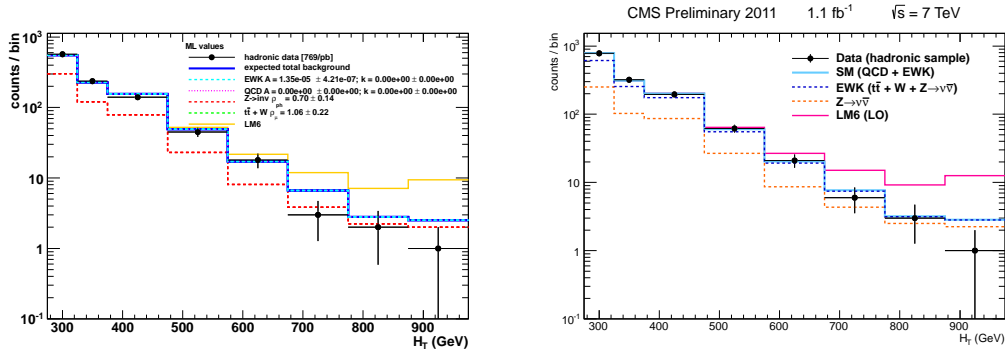 ML values
hadronic data [769/pb]
expected total background
EWK A = 1.35e-05 ± 4.21e-07; k = 0.00e+00 ± 0.00e+00
QCD A = 0.00e+00 ± 0.00e+00; k = 0.00e+00 ± 0.00e+00
Z->inv ρ_ph = 0.70 ± 0.14
tt̄ + W ρ_μ = 1.06 ± 0.22
LM6
counts / bin
10³
10²
10
1
10⁻¹
300 400 500 600 700 800 900
H_T (GeV)
CMS Preliminary 2011 1.1 fb⁻¹ √s = 7 TeV
Data (hadronic sample)
SM (QCD + EWK)
EWK (tt̄ + W + Z→νν̄)
Z→νν̄
LM6 (LO)
counts / bin
10³
10²
10
1
10⁻¹
300 400 500 600 700 800 900
H_T (GeV)